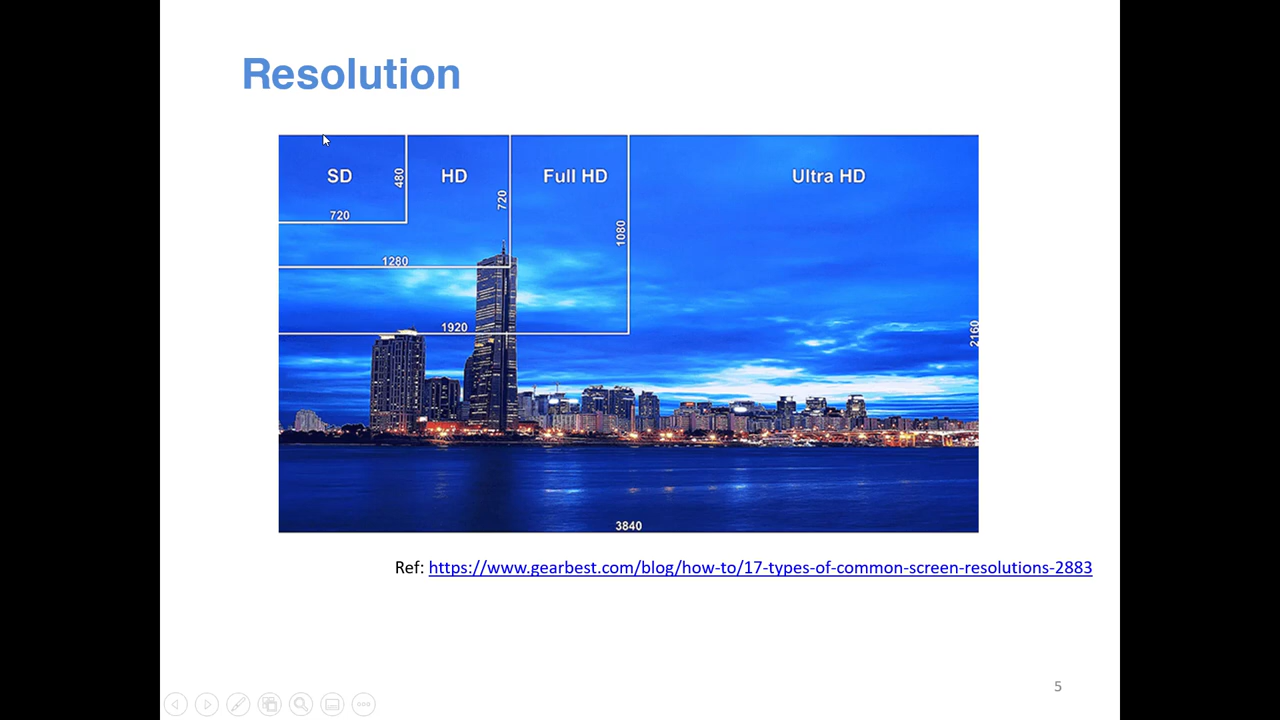 Resolution
SD
HD
Full HD
Ultra HD
480
720
720
1080
1280
1920
2160
3840
Ref: https://www.gearbest.com/blog/how-to/17-types-of-common-screen-resolutions-2883
5